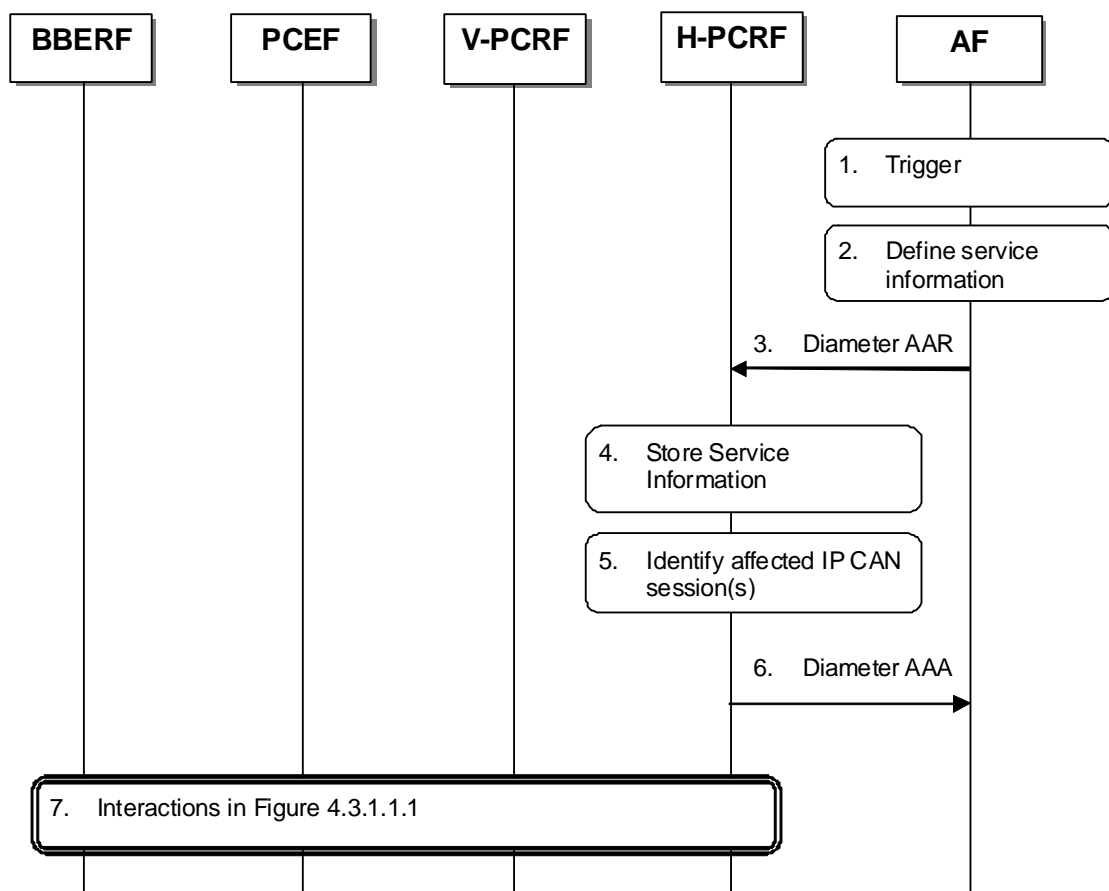 BBERF
PCEF
V-PCRF
H-PCRF
AF
1. Trigger
2. Define service
information
3. Diameter AAR
4. Store Service
Information
5. Identify affected IP CAN
session(s)
6. Diameter AAA
7. Interactions in Figure 4.3.1.1.1